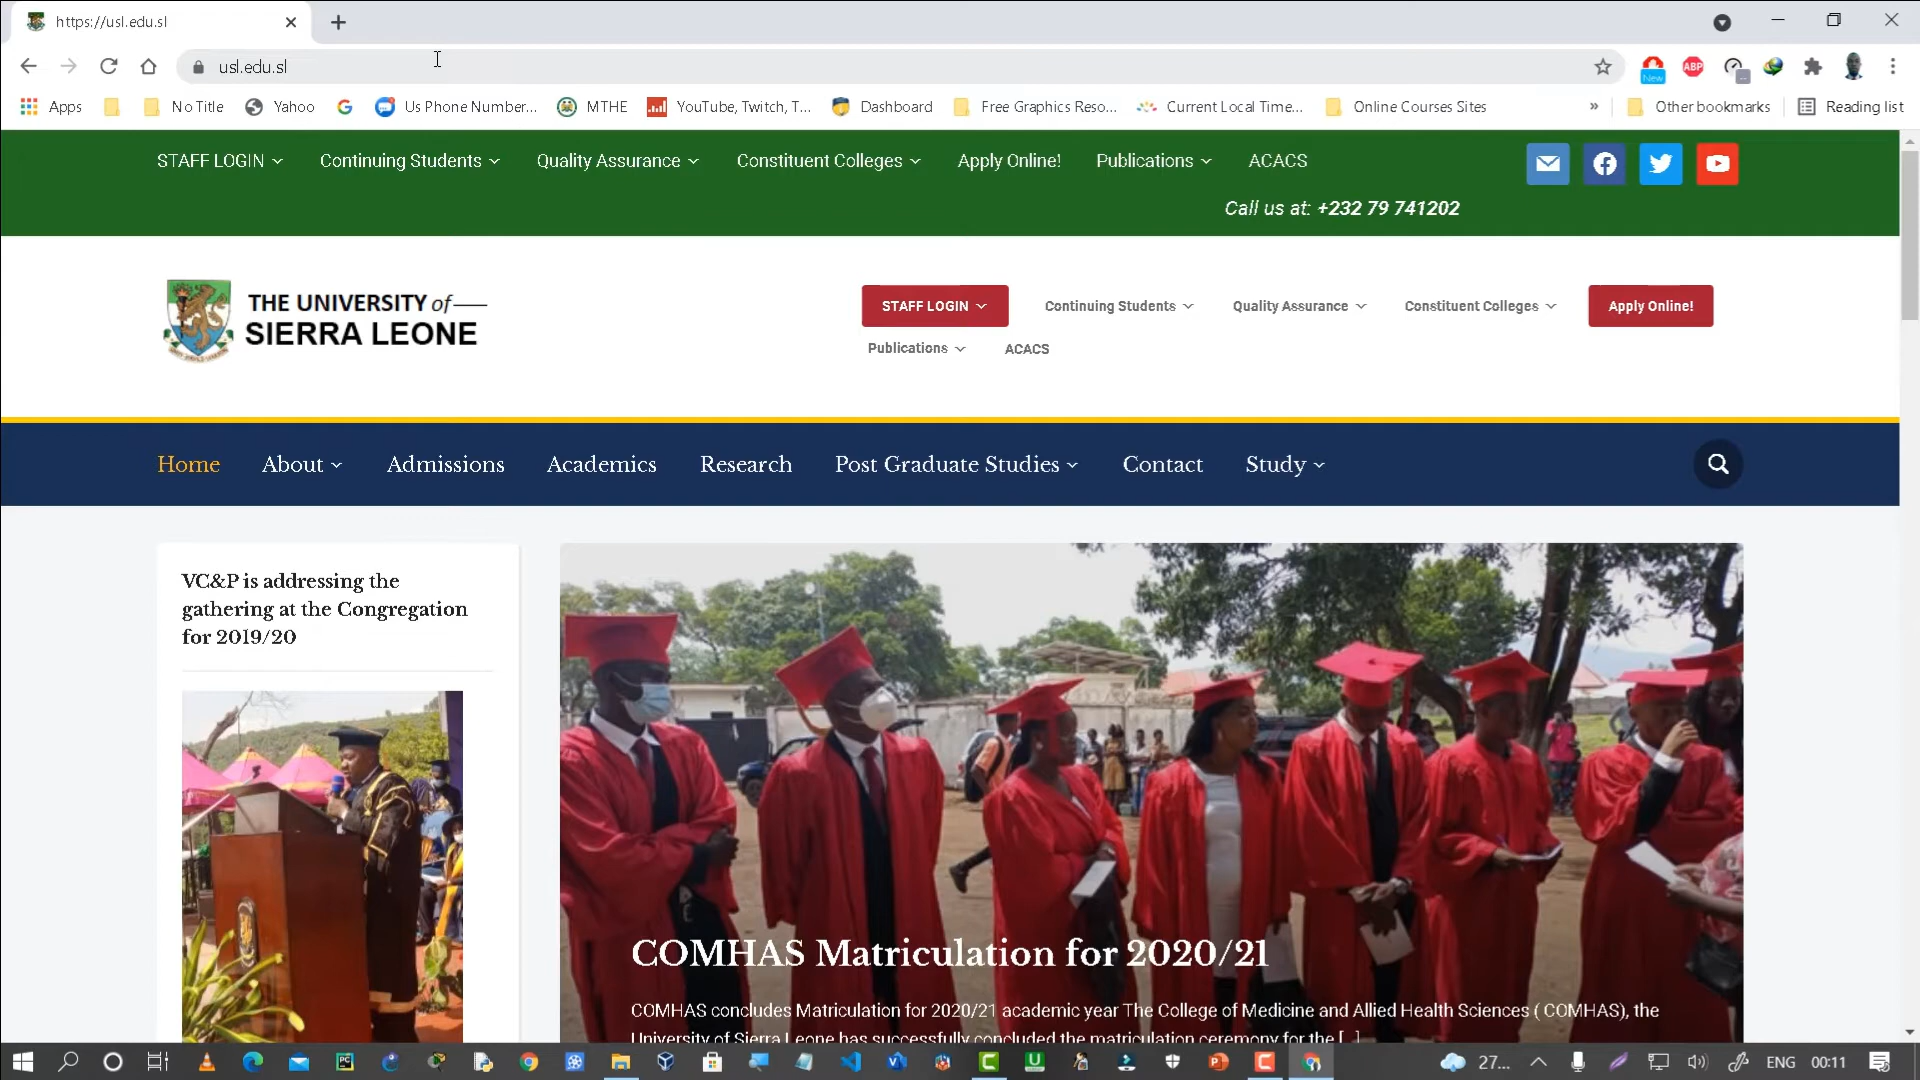 https://usl.edu.sl
usl.edu.sl
New
ABP
Apps
No Title
Yahoo
Us Phone Number...
MTHE
YouTube, Twitch, T...
Dashboard
Free Graphics Reso...
Current Local Time...
Online Courses Sites
»
Other bookmarks
Reading list
STAFF LOGIN
Continuing Students
Quality Assurance
Constituent Colleges
Apply Online!
Publications
ACACS
Call us at: +232 79 741202
THE UNIVERSITY of
SIERRA LEONE
STAFF LOGIN
Continuing Students
Quality Assurance
Constituent Colleges
Apply Online!
Publications
ACACS
Home
About
Admissions
Academics
Research
Post Graduate Studies
Contact
Study
VC&P is addressing the
gathering at the Congregation
for 2019/20
COMHAS Matriculation for 2020/21
COMHAS concludes Matriculation for 2020/21 academic year The College of Medicine and Allied Health Sciences ( COMHAS), the
University of Sierra Leone has successfully concluded the matriculation ceremony for the [...]
27...
ENG
00:11